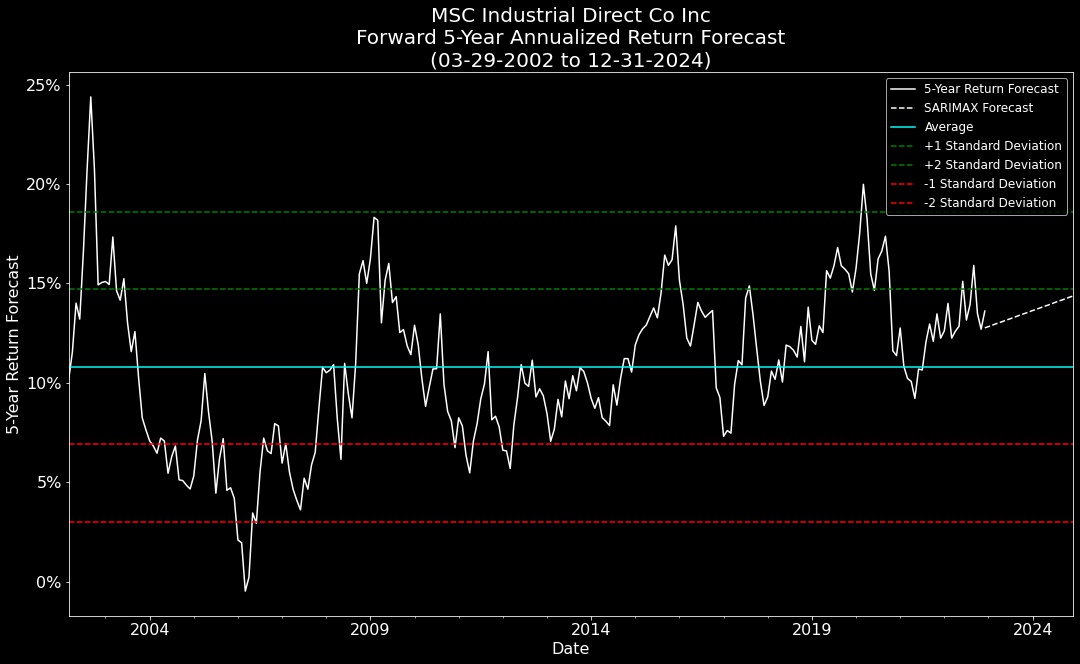 MSC Industrial Direct Co Inc
Forward 5-Year Annualized Return Forecast
(03-29-2002 to 12-31-2024)
25%
20%
15%
10%
5%
0%
5-Year Return Forecast
5-Year Return Forecast
SARIMAX Forecast
Average
+1 Standard Deviation
+2 Standard Deviation
-1 Standard Deviation
-2 Standard Deviation
2004
2009
2014
2019
2024
Date